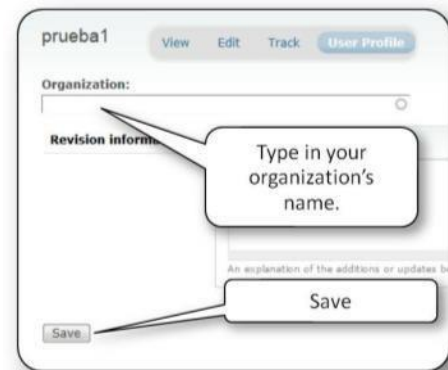 prueba1
View Edit Track User Profile
Organization:
Revision inform
Type in your
organization's
name.
An explanation of the additions or updates b
Save
Save